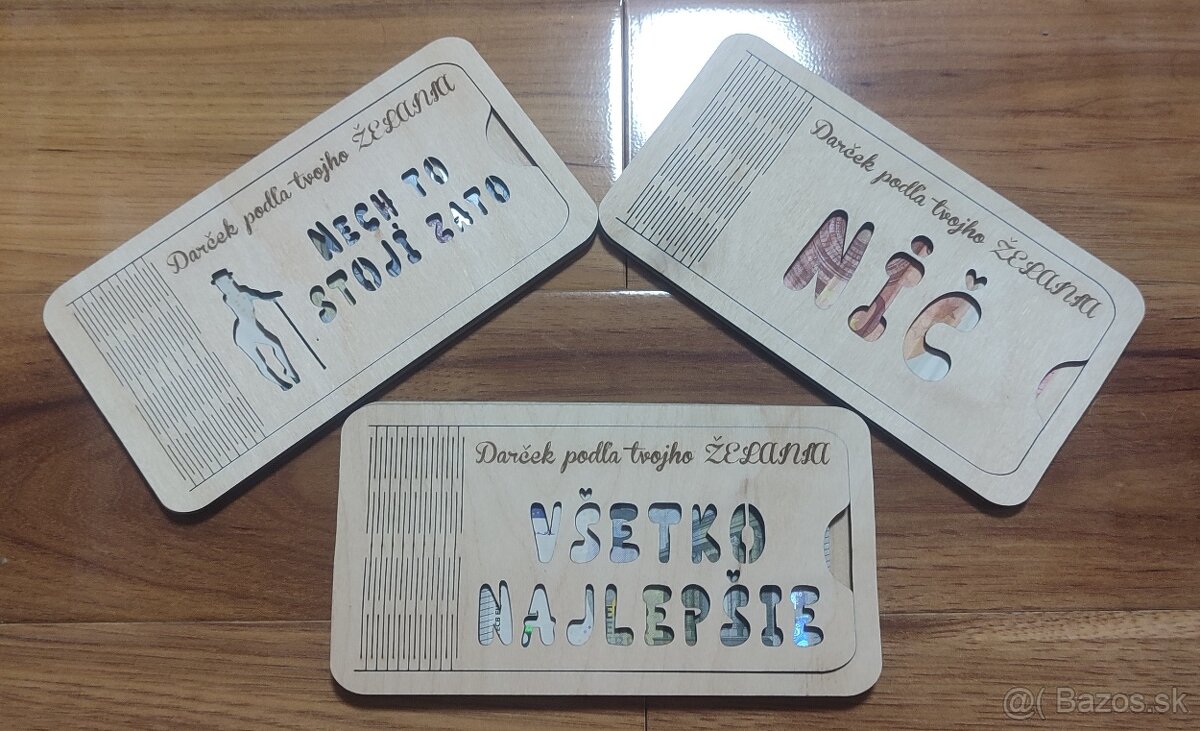 Darček podľa tvojho ŽELANIA
NECH TO
STOJÍ ZATO
Darček podľa tvojho ŽELANIA
NIČ
Darček podľa tvojho ŽELANIA
VŠETKO
NAJLEPŠIE
@( Bazos.sk